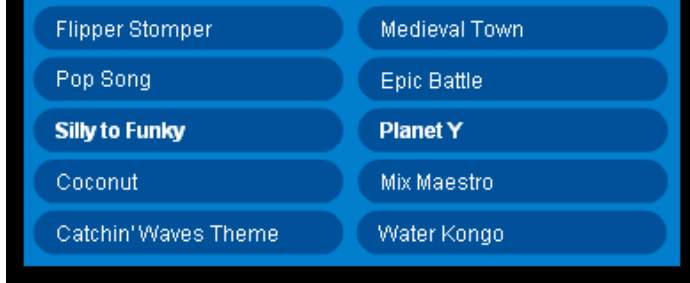 Flipper Stomper
Medieval Town
Pop Song
Epic Battle
Silly to Funky
Planet Y
Coconut
Mix Maestro
Catchin' Waves Theme
Water Kongo